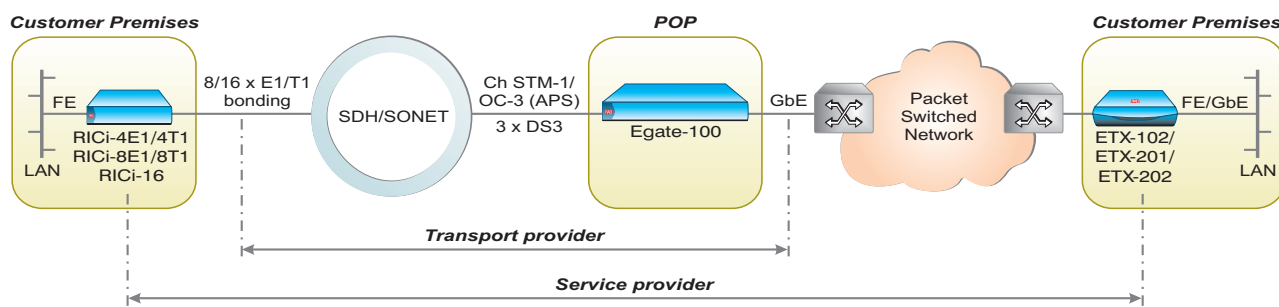 Customer Premises
POP
Customer Premises
8/16 x E1/T1
bonding
Ch STM-1/
OC-3 (APS)
3 x DS3
FE
SDH/SONET
GbE
Packet
Switched
Network
FE/GbE
RICi-4E1/4T1
RICi-8E1/8T1
RICi-16
LAN
Egate-100
ETX-102/
ETX-201/
ETX-202
LAN
Transport provider
Service provider